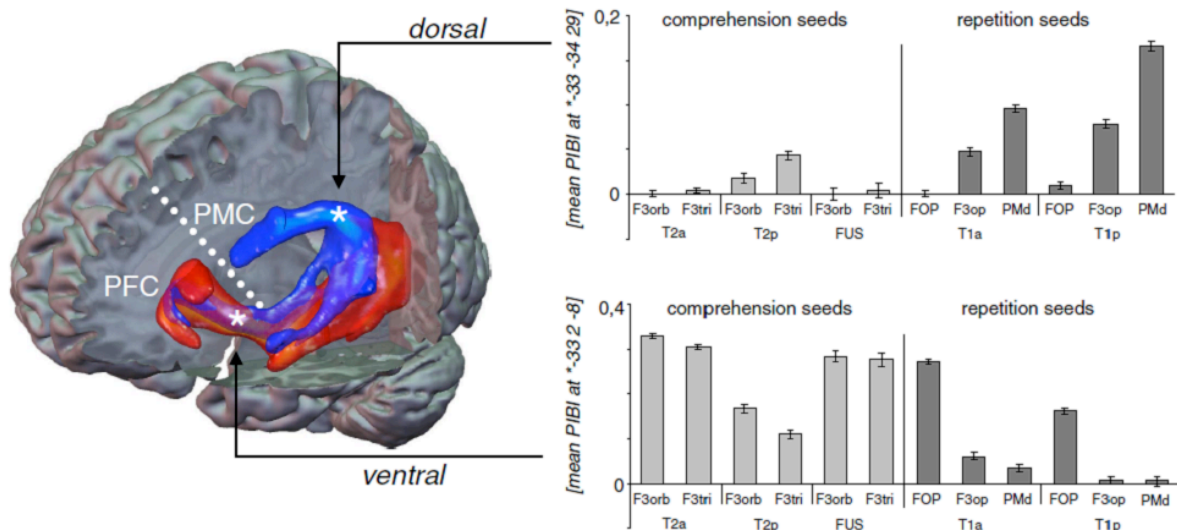 dorsal
PMC
*
PFC
*
ventral
[mean PIBI at *-33 -34 29]
0,2
0
comprehension seeds
repetition seeds
F3orb F3tri F3orb F3tri F3orb F3tri FOP F3op PMd FOP F3op PMd
T2a T2p FUS T1a T1p
[mean PIBI at *-33 2 -8]
0,4
0
comprehension seeds
repetition seeds
F3orb F3tri F3orb F3tri F3orb F3tri FOP F3op PMd FOP F3op PMd
T2a T2p FUS T1a T1p